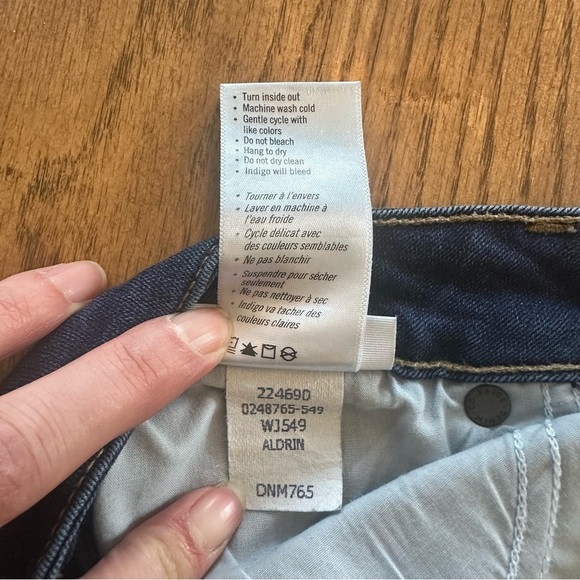 • Turn inside out
• Machine wash cold
• Gentle cycle with
like colors
• Do not bleach
• Hang to dry
• Do not dry clean
• Indigo will bleed
• Tourner à l'envers
• Laver en machine à
l'eau froide
• Cycle délicat avec
des couleurs semblables
• Ne pas blanchir
• Suspendre pour sécher
seulement
• Ne pas nettoyer à sec
• Indigo va tacher des
couleurs claires
224690
0248765-549
WJ549
ALDRIN
DNM765